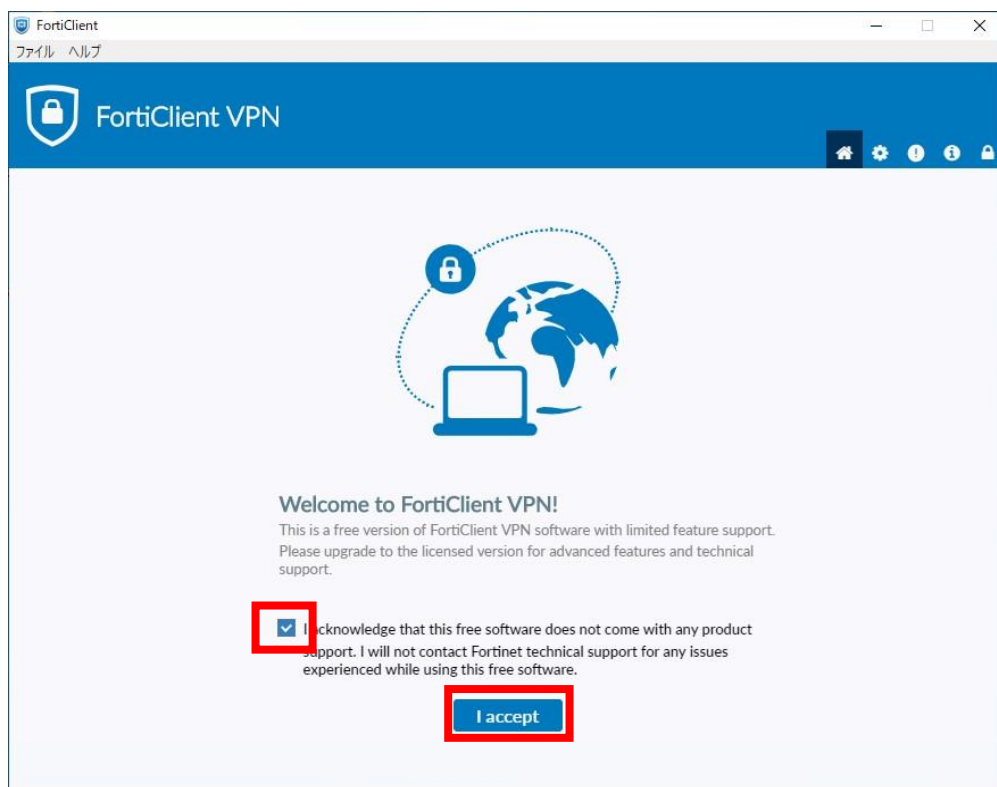 FortiClient
ファイル ヘルプ
FortiClient VPN
Welcome to FortiClient VPN!
This is a free version of FortiClient VPN software with limited feature support.
Please upgrade to the licensed version for advanced features and technical
support.
I acknowledge that this free software does not come with any product
support. I will not contact Fortinet technical support for any issues
experienced while using this free software.
I accept